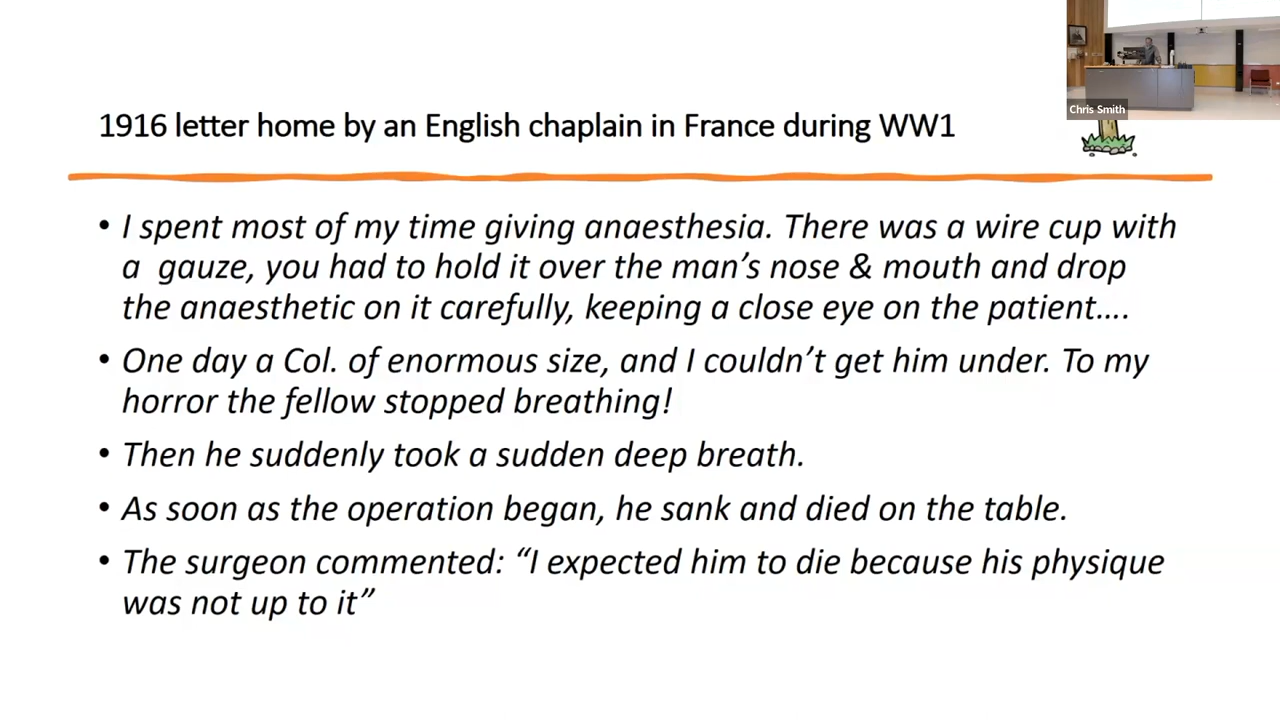 Chris Smith
1916 letter home by an English chaplain in France during WW1
• I spent most of my time giving anaesthesia. There was a wire cup with
a  gauze, you had to hold it over the man’s nose & mouth and drop
the anaesthetic on it carefully, keeping a close eye on the patient….
• One day a Col. of enormous size, and I couldn’t get him under. To my
horror the fellow stopped breathing!
• Then he suddenly took a sudden deep breath.
• As soon as the operation began, he sank and died on the table.
• The surgeon commented: “I expected him to die because his physique
was not up to it”